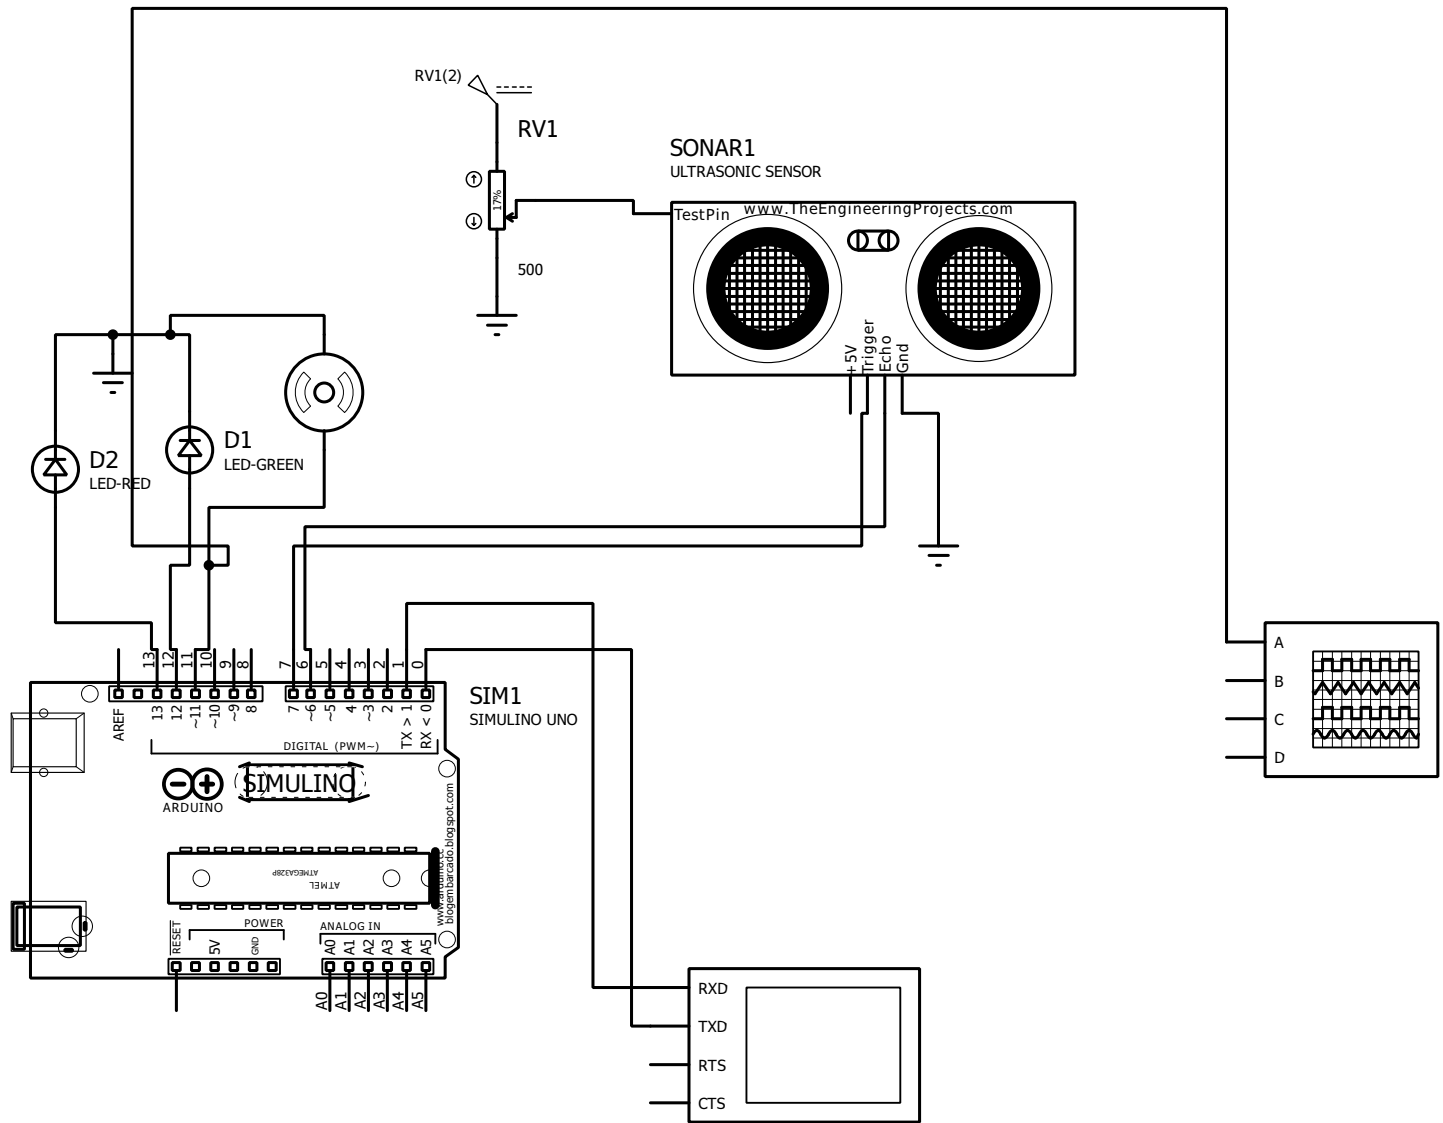 RV1(2)
RV1
17%
500
SONAR1
ULTRASONIC SENSOR
TestPin
www.TheEngineeringProjects.com
+5V
Trigger
Echo
Gnd
D2
LED-RED
D1
LED-GREEN
13
12
11
10
9
8
7
6
5
4
3
2
1
0
SIM1
SIMULINO UNO
AREF
13
12
~11
~10
~9
8
7
~6
~5
4
~3
2
TX > 1
RX < 0
DIGITAL (PWM~)
ARDUINO
SIMULINO
www.arduino.cc
blogembarcado.blogspot.com
ATMEGA328P
ATMEL
RESET
5V
POWER
GND
ANALOG IN
A0
A1
A2
A3
A4
A5
A0
A1
A2
A3
A4
A5
A
B
C
D
RXD
TXD
RTS
CTS